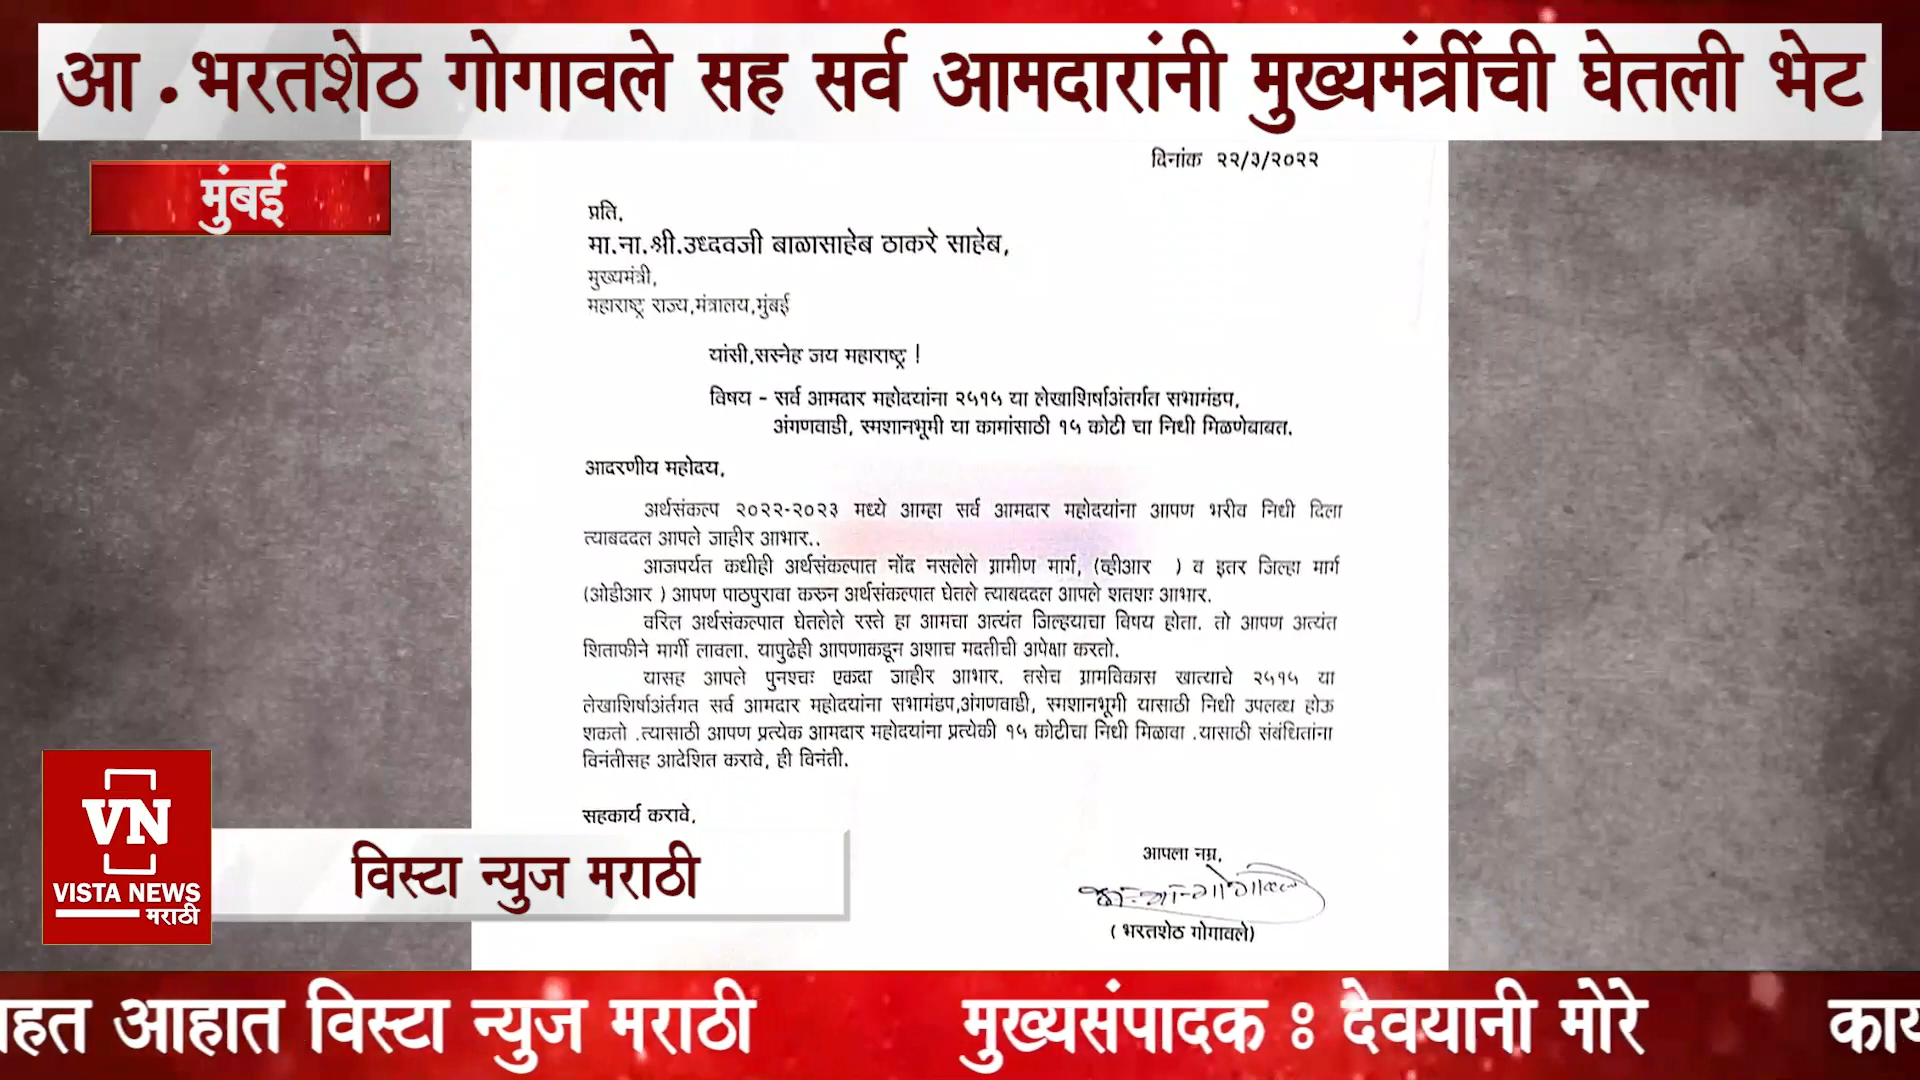 आ . भरतशेठ गोगावले सह सर्व आमदारांनी मुख्यमंत्रींची घेतली भेट
मुंबई
दिनांक २२/३/२०२२
प्रति,
मा.ना.श्री.उध्दवजी बाळासाहेब ठाकरे साहेब,
मुख्यमंत्री,
महाराष्ट्र राज्य,मंत्रालय,मुंबई
यांसी,सस्नेह जय महाराष्ट्र !
विषय - सर्व आमदार महोदयांना २५१५ या लेखाशिर्षाअंतर्गत सभामंडप,
अंगणवाडी, स्मशानभूमी या कामांसाठी १५ कोटी चा निधी मिळणेबाबत.
आदरणीय महोदय,
अर्थसंकल्प २०२२-२०२३ मध्ये आम्हा सर्व आमदार महोदयांना आपण भरीव निधी दिला
त्याबददल आपले जाहीर आभार..
आजपर्यत कधीही अर्थसंकल्पात नोंद नसलेले ग्रामीण मार्ग, (व्हीआर ) व इतर जिल्हा मार्ग
(ओडीआर ) आपण पाठपुरावा करुन अर्थसंकल्पात घेतले त्याबददल आपले शतशः आभार.
वरिल अर्थसंकल्पात घेतलेले रस्ते हा आमचा अत्यंत जिल्हयाचा विषय होता. तो आपण अत्यंत
शिताफीने मार्गी लावला. यापुढेही आपणाकडून अशाच मदतीची अपेक्षा करतो.
यासह आपले पुनश्चः एकदा जाहीर आभार. तसेच ग्रामविकास खात्याचे २५१५ या
लेखाशिर्षाअंर्तगत सर्व आमदार महोदयांना सभामंडप,अंगणवाडी, स्मशानभूमी यासाठी निधी उपलब्ध होऊ
शकतो .त्यासाठी आपण प्रत्येक आमदार महोदयांना प्रत्येकी १५ कोटीचा निधी मिळावा .यासाठी संबंधितांना
विनंतीसह आदेशित करावे, ही विनंती.
सहकार्य करावे.
आपला नम्र,
( भरतशेठ गोगावले)
VN
VISTA NEWS
मराठी
विस्टा न्युज मराठी
ाहत आहात विस्टा न्युज मराठी मुख्यसंपादक : देवयानी मोरे कार्य